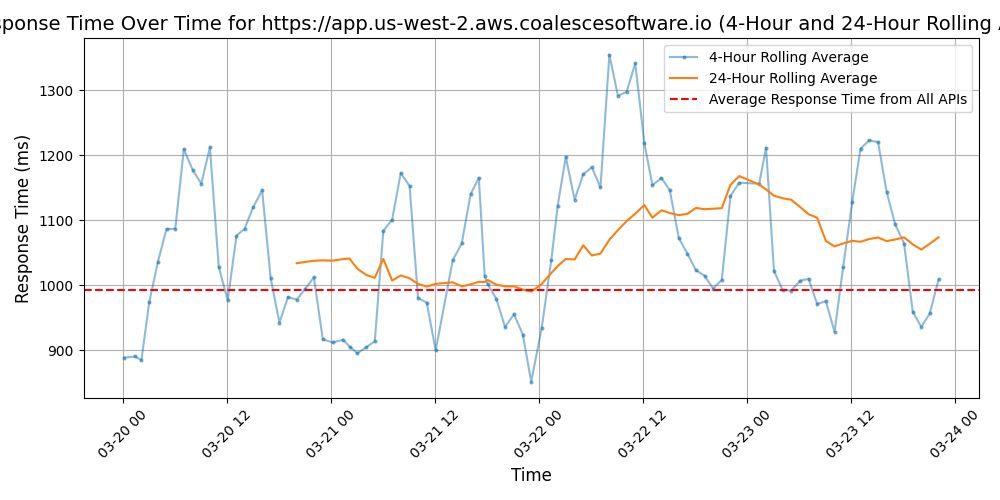 sponse Time Over Time for https://app.us-west-2.aws.coalescesoftware.io (4-Hour and 24-Hour Rolling
4-Hour Rolling Average
24-Hour Rolling Average
Average Response Time from All APIs
Response Time (ms)
1300
1200
1100
1000
900
03-20 00
03-20 12
03-21 00
03-21 12
03-22 00
03-22 12
03-23 00
03-23 12
03-24 00
Time